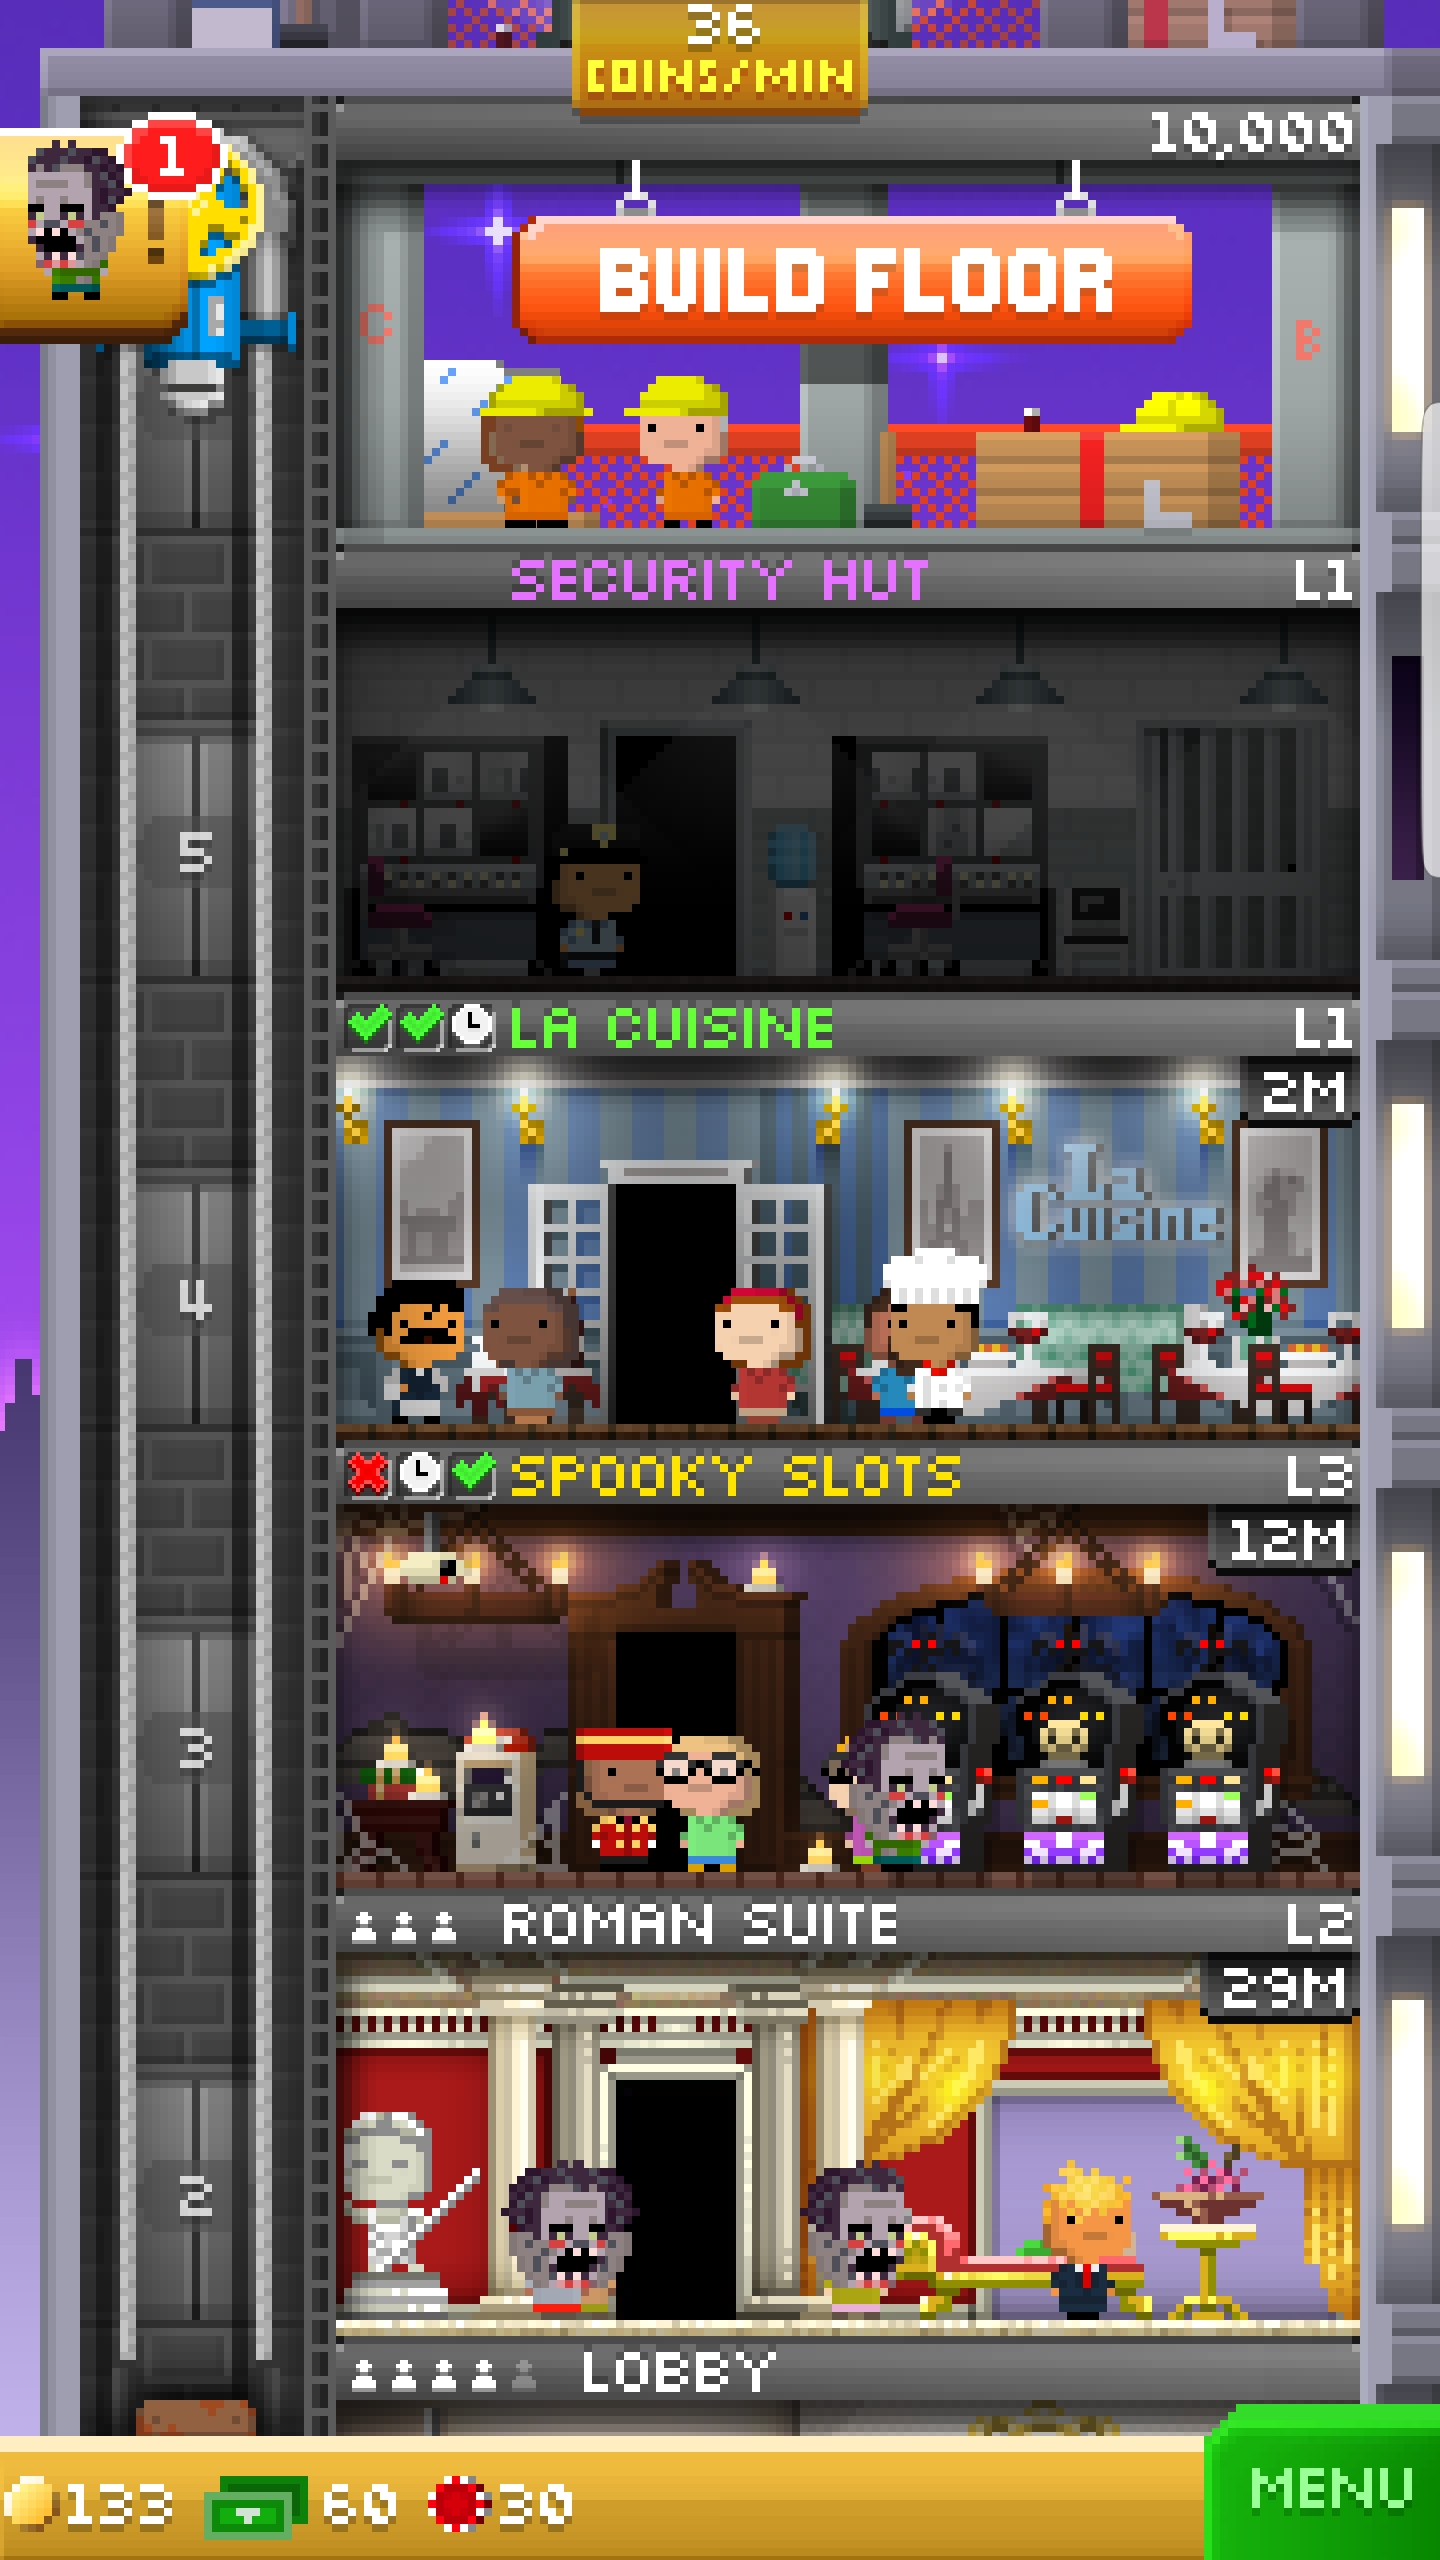 36
COINS/MIN
10,000
1
!
BUILD FLOOR
C
B
SECURITY HUT L1
5
LA CUISINE L1
2M
La
Cuisine
4
SPOOKY SLOTS L3
12M
3
ROMAN SUITE L2
29M
2
LOBBY
133 60 30
MENU